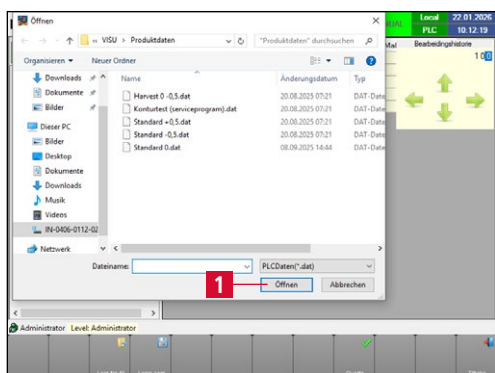 Öffnen
Local 22.01.2026
PLC 10:12:19
« VISU > Produktdaten
"Produktdaten" durchsuchen
Bearbeidingshistorie
Organisieren Neuer Ordner
100
Downloads
Dokumente
Bilder
Dieser PC
Bilder
Desktop
Dokumente
Downloads
Musik
Videos
IN-0406-0112-02
Netzwerk
Name Änderungsdatum Typ
Harvest 0 -0,5.dat 20.08.2025 07:21 DAT-Date
Konturtest (serviceprogram).dat 20.08.2025 07:21 DAT-Date
Standard +0,5.dat 20.08.2025 07:21 DAT-Date
Standard -0,5.dat 20.08.2025 07:21 DAT-Date
Standard 0.dat 08.09.2025 14:44 DAT-Date
Dateiname: PLCDaten(*.dat)
1
Öffnen Abbrechen
Administrator Level: Administrator